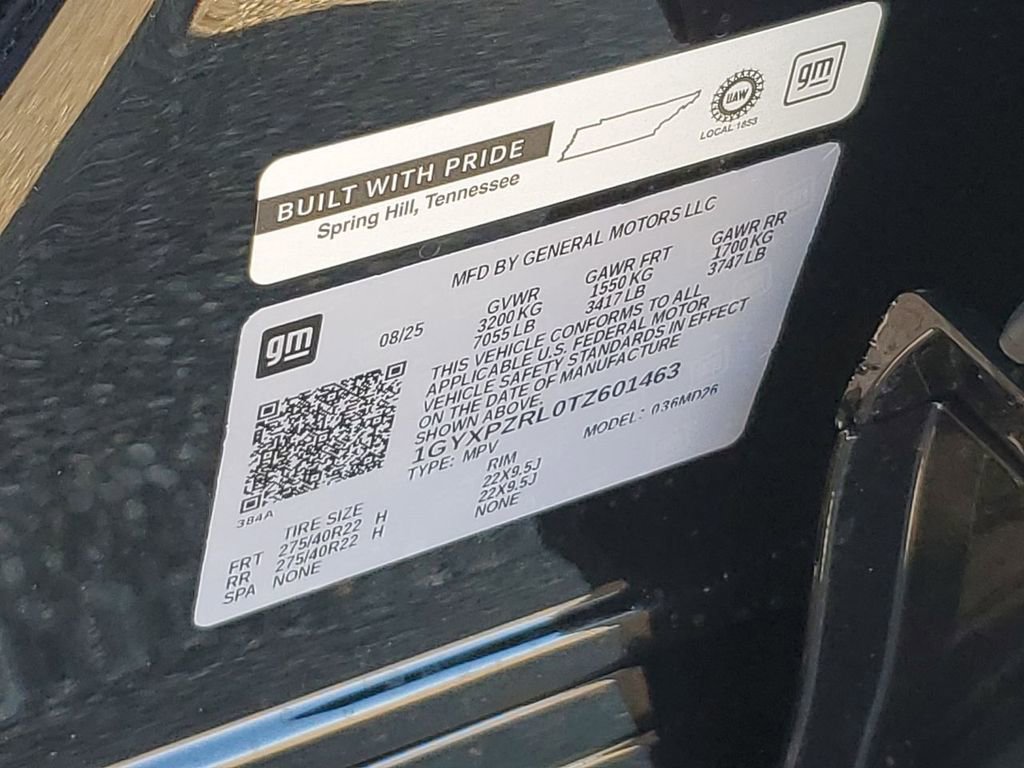 BUILT WITH PRIDE
Spring Hill, Tennessee
UAW
LOCAL 1853
gm
MFD BY GENERAL MOTORS LLC
gm
08/25
GVWR GAWR FRT GAWR RR
3200 KG 1550 KG 1700 KG
7055 LB 3417 LB 3747 LB
THIS VEHICLE CONFORMS TO ALL
APPLICABLE U.S. FEDERAL MOTOR
VEHICLE SAFETY STANDARDS IN EFFECT
ON THE DATE OF MANUFACTURE
SHOWN ABOVE.
1GYXPZRL0TZ601463
TYPE: MPV MODEL: 036MD26
384A
TIRE SIZE RIM
FRT 275/40R22 H 22X9.5J
RR 275/40R22 H 22X9.5J
SPA NONE NONE